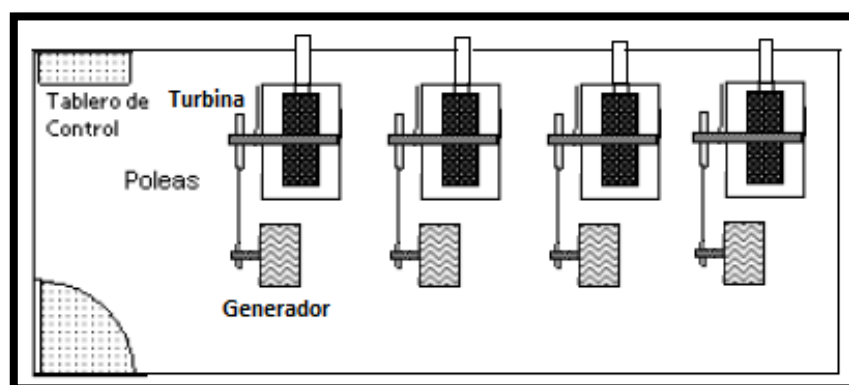 Tablero de
Control
Turbina
Poleas
Generador